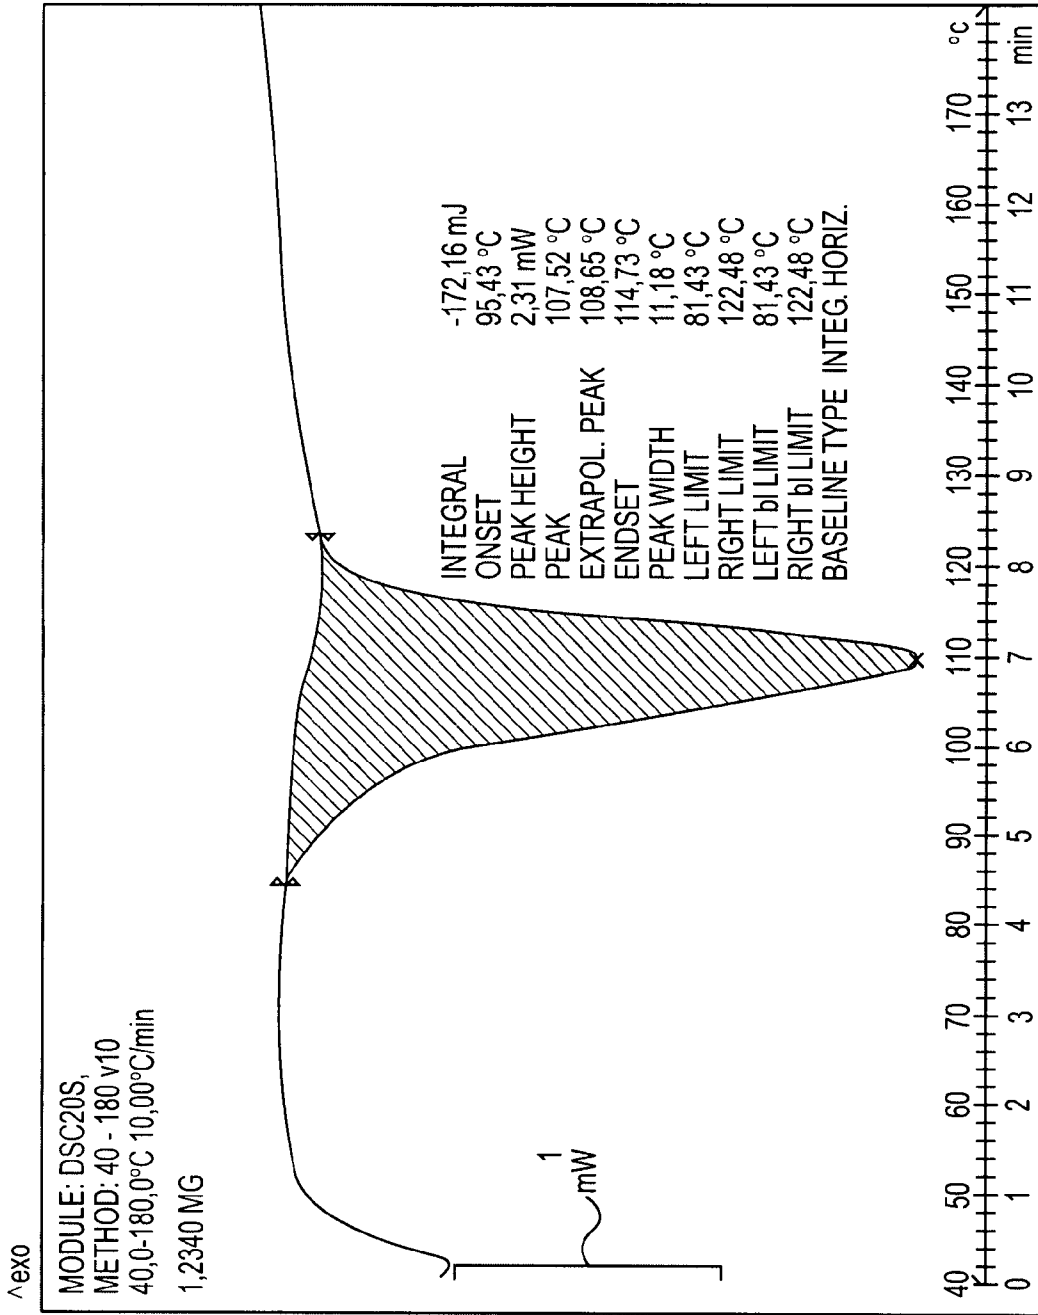 ^exo
MODULE: DSC20S,
METHOD: 40 - 180 v10
40,0-180,0°C 10,00°C/min
1,2340 MG
INTEGRAL -172,16 mJ
ONSET 95,43 °C
PEAK HEIGHT 2,31 mW
PEAK 107,52 °C
EXTRAPOL. PEAK 108,65 °C
ENDSET 114,73 °C
PEAK WIDTH 11,18 °C
LEFT LIMIT 81,43 °C
RIGHT LIMIT 122,48 °C
LEFT bl LIMIT 81,43 °C
RIGHT bl LIMIT 122,48 °C
BASELINE TYPE INTEG. HORIZ.
1
mW
40 50 60 70 80 90 100 110 120 130 140 150 160 170 °C
0 1 2 3 4 5 6 7 8 9 10 11 12 13 min